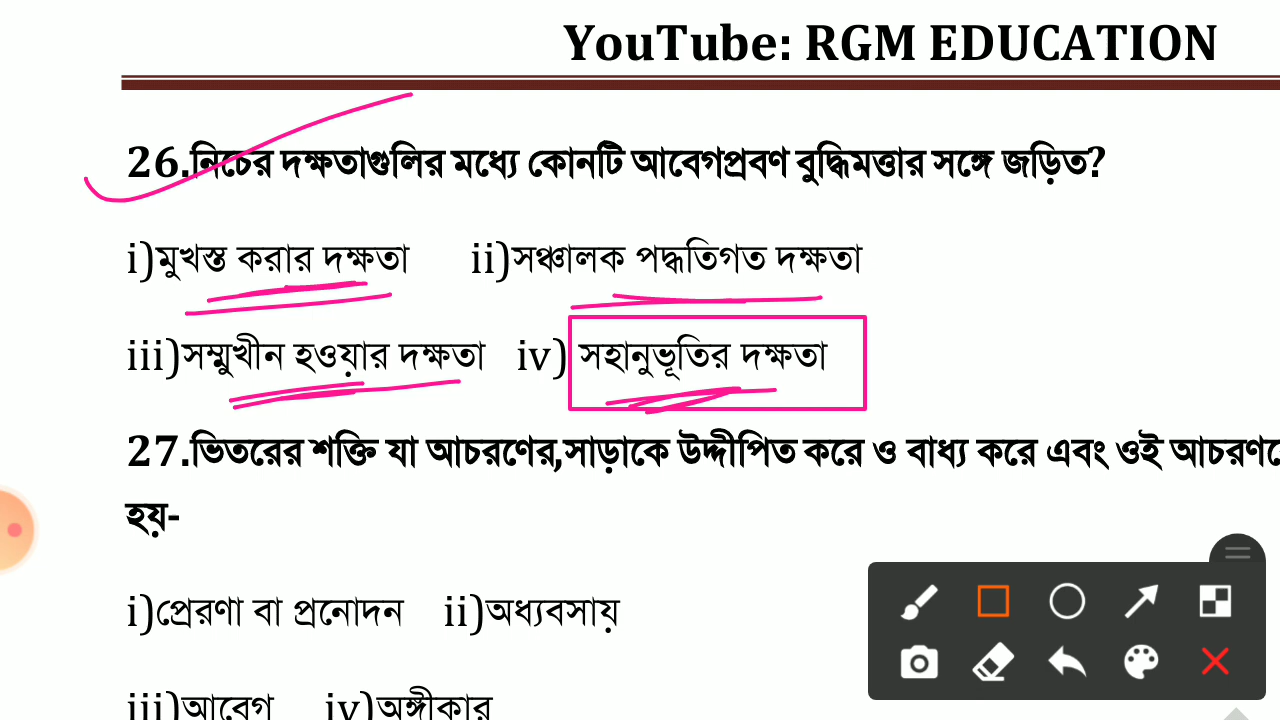 YouTube: RGM EDUCATION
26.নিচের দক্ষতাগুলির মধ্যে কোনটি আবেগপ্রবণ বুদ্ধিমত্তার সঙ্গে জড়িত?
i)মুখস্ত করার দক্ষতা ii)সঞ্চালক পদ্ধতিগত দক্ষতা
iii)সম্মুখীন হওয়ার দক্ষতা iv) সহানুভূতির দক্ষতা
27.ভিতরের শক্তি যা আচরণের,সাড়াকে উদ্দীপিত করে ও বাধ্য করে এবং ওই
হয়-
i)প্রেরণা বা প্রনোদন ii)অধ্যবসায়
iii)আবেগ iv)অঙ্গীকার